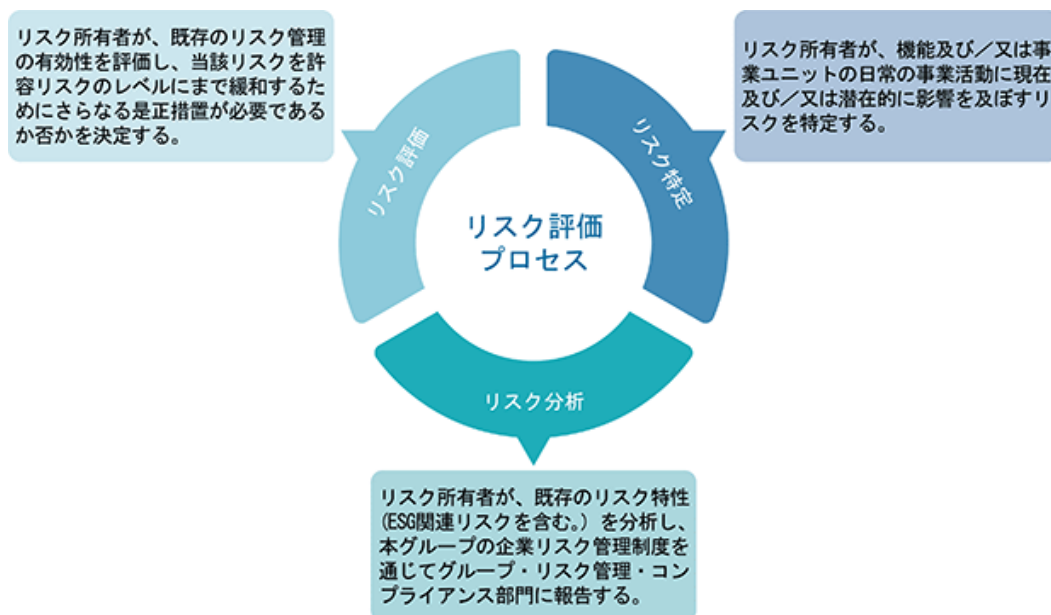 リスク所有者が、既存のリスク管理
の有効性を評価し、当該リスクを許
容リスクのレベルにまで緩和するた
めにさらなる是正措置が必要である
か否かを決定する。
リスク所有者が、機能及び／又は事
業ユニットの日常の事業活動に現在
及び／又は潜在的に影響を及ぼすリ
スクを特定する。
リスク評価
リスク特定
リスク評価
プロセス
リスク分析
リスク所有者が、既存のリスク特性
(ESG関連リスクを含む。）を分析し、
本グループの企業リスク管理制度を
通じてグループ・リスク管理・コン
プライアンス部門に報告する。